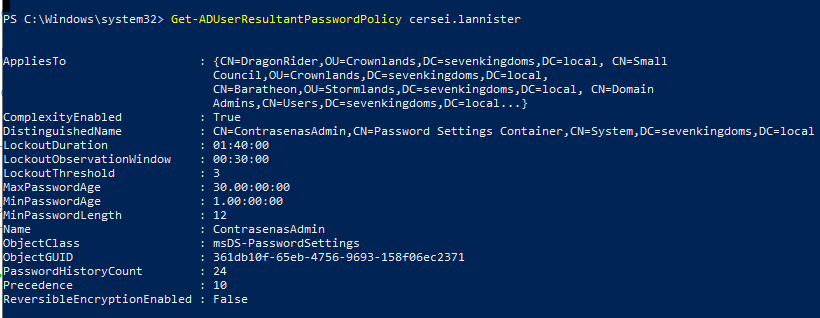 PS C:\Windows\system32> Get-ADUserResultantPasswordPolicy cersei.lannister
AppliesTo : {CN=DragonRider,OU=Crownlands,DC=sevenkingdoms,DC=local, CN=Small
Council,OU=Crownlands,DC=sevenkingdoms,DC=local,
CN=Baratheon,OU=Stormlands,DC=sevenkingdoms,DC=local, CN=Domain
Admins,CN=Users,DC=sevenkingdoms,DC=local...}
ComplexityEnabled : True
DistinguishedName : CN=ContrasenasAdmin,CN=Password Settings Container,CN=System,DC=sevenkingdoms,DC=local
LockoutDuration : 01:40:00
LockoutObservationWindow : 00:30:00
LockoutThreshold : 3
MaxPasswordAge : 30.00:00:00
MinPasswordAge : 1.00:00:00
MinPasswordLength : 12
Name : ContrasenasAdmin
ObjectClass : msDS-PasswordSettings
ObjectGUID : 361db10f-65eb-4756-9693-158f06ec2371
PasswordHistoryCount : 24
Precedence : 10
ReversibleEncryptionEnabled : False